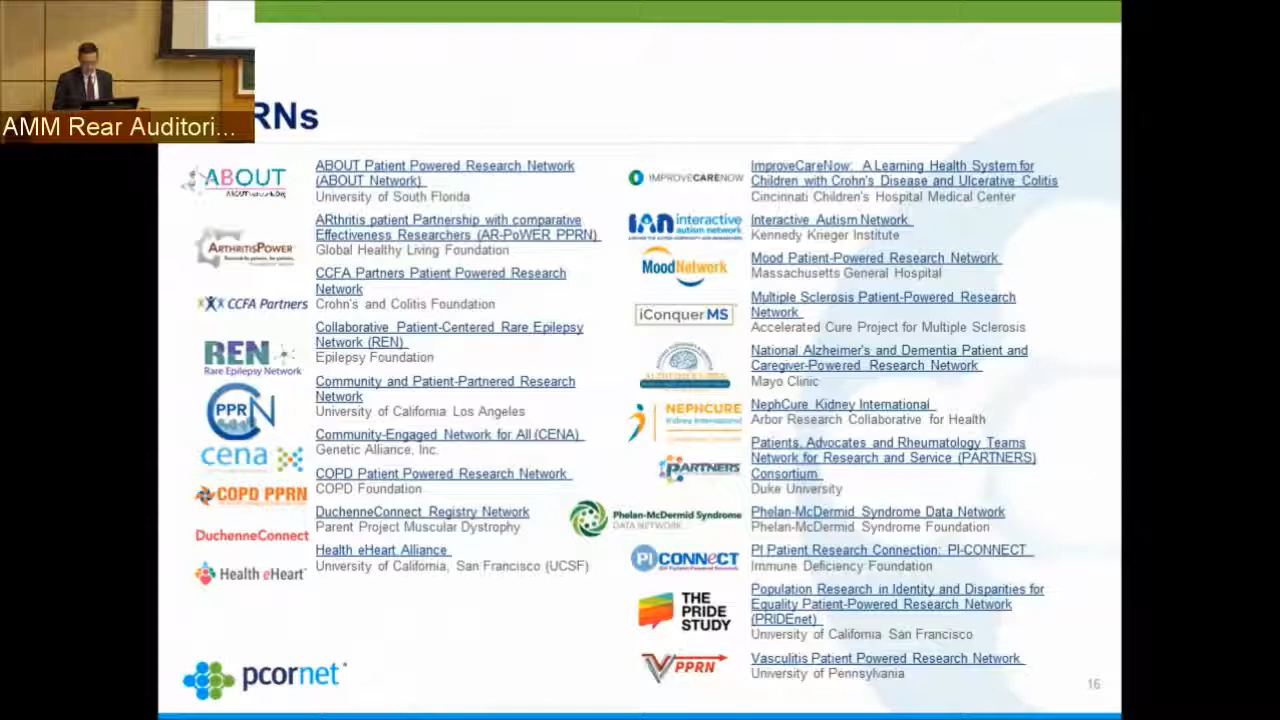 AMM Rear Auditori...
RNs
ABOUT
ABOUT Patient Powered Research Network
(ABOUT Network)
University of South Florida
ARTHRITISPOWER
ARthritis patient Partnership with comparative
Effectiveness Researchers (AR-PoWER PPRN)
Global Healthy Living Foundation
CCFA Partners
CCFA Partners Patient Powered Research
Network
Crohn's and Colitis Foundation
REN
Rare Epilepsy Network
Collaborative Patient-Centered Rare Epilepsy
Network (REN)
Epilepsy Foundation
PPRN
Community and Patient-Partnered Research
Network
University of California Los Angeles
cena
Community-Engaged Network for All (CENA)
Genetic Alliance, Inc.
COPD PPRN
COPD Patient Powered Research Network
COPD Foundation
DuchenneConnect
DuchenneConnect Registry Network
Parent Project Muscular Dystrophy
Health eHeart
Health eHeart Alliance
University of California, San Francisco (UCSF)
IMPROVECARENOW
ImproveCareNow: A Learning Health System for
Children with Crohn's Disease and Ulcerative Colitis
Cincinnati Children's Hospital Medical Center
IAN interactive
autism network
Interactive Autism Network
Kennedy Krieger Institute
MoodNetwork
Mood Patient-Powered Research Network
Massachusetts General Hospital
iConquerMS
Multiple Sclerosis Patient-Powered Research
Network
Accelerated Cure Project for Multiple Sclerosis
National Alzheimer's and Dementia Patient and
Caregiver-Powered Research Network
Mayo Clinic
NEPHCURE
Kidney International
NephCure Kidney International
Arbor Research Collaborative for Health
PARTNERS
Patients, Advocates and Rheumatology Teams
Network for Research and Service (PARTNERS)
Consortium
Duke University
Phelan-McDermid Syndrome
DATA NETWORK
Phelan-McDermid Syndrome Data Network
Phelan-McDermid Syndrome Foundation
PI CONNECT
PI Patient Research Connection: PI-CONNECT
Immune Deficiency Foundation
THE
PRIDE
STUDY
Population Research in Identity and Disparities for
Equality Patient-Powered Research Network
(PRIDEnet)
University of California San Francisco
VPPRN
Vasculitis Patient Powered Research Network
University of Pennsylvania
pcornet
16